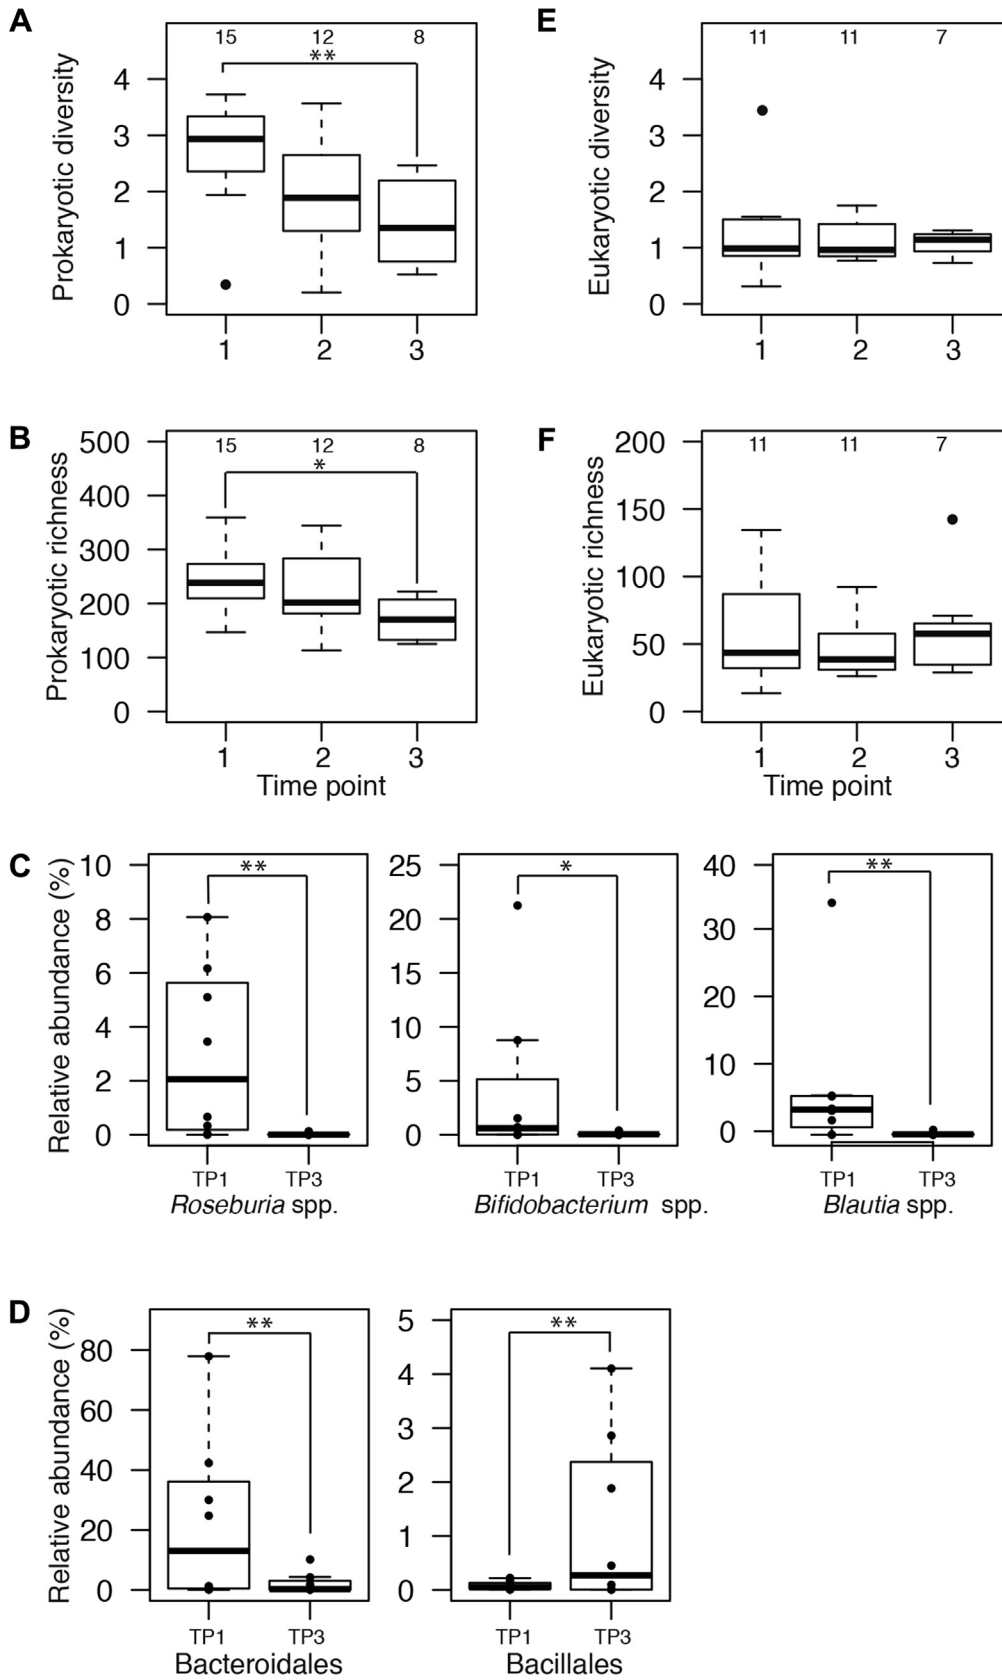 A
15 12 8
**
Prokaryotic diversity
4
3
2
1
0
1 2 3
E
11 11 7
Eukaryotic diversity
4
3
2
1
0
1 2 3
B
15 12 8
*
Prokaryotic richness
500
400
300
200
100
0
1 2 3
Time point
F
11 11 7
Eukaryotic richness
200
150
100
50
0
1 2 3
Time point
C
Relative abundance (%)
10
8
6
4
2
0
**
TP1 TP3
Roseburia spp.
25
20
15
10
5
0
*
TP1 TP3
Bifidobacterium spp.
40
30
20
10
0
**
TP1 TP3
Blautia spp.
D
Relative abundance (%)
80
60
40
20
0
**
TP1 TP3
Bacteroidales
5
4
3
2
1
0
**
TP1 TP3
Bacillales